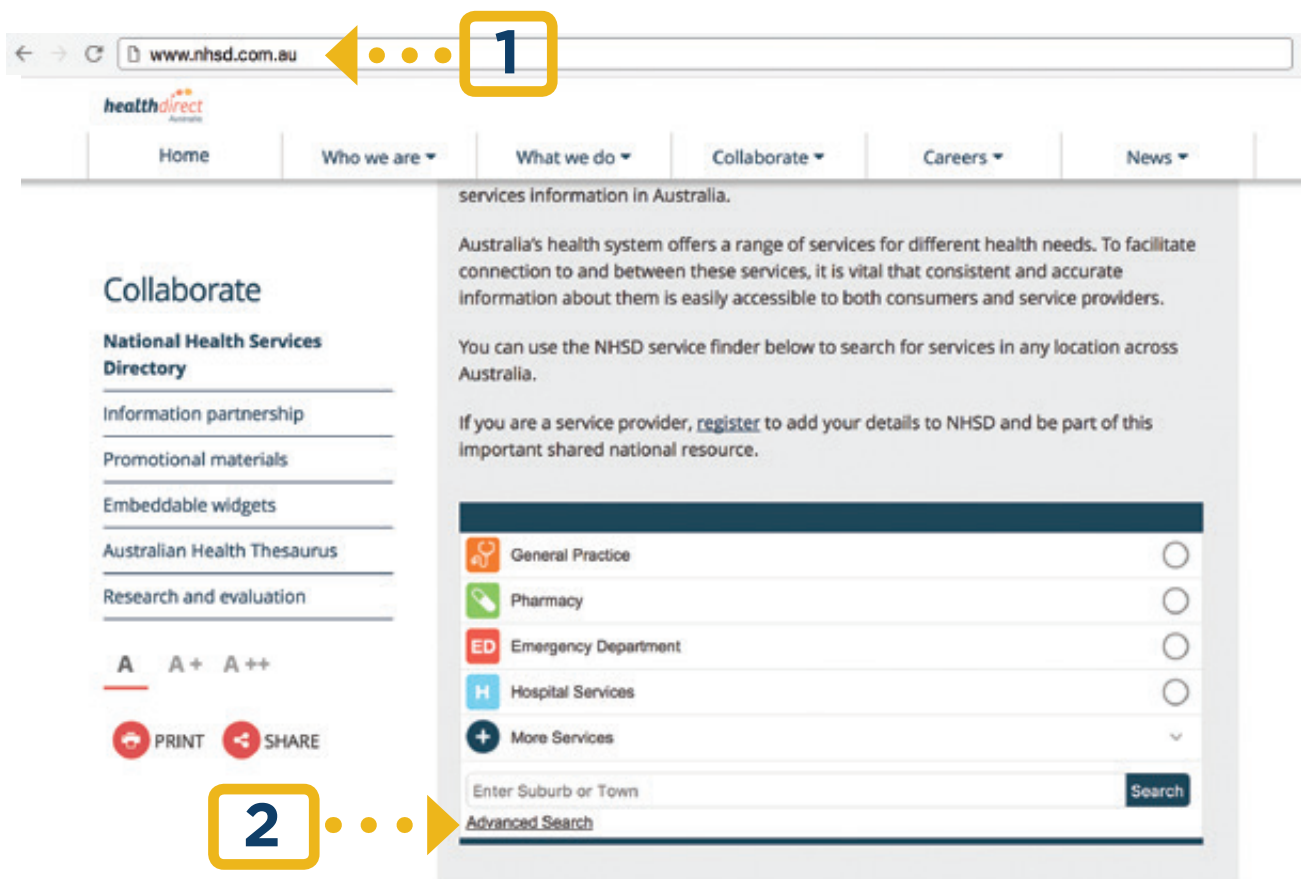 www.nhsd.com.au
1
healthdirect
Australia
Home Who we are What we do Collaborate Careers News
services information in Australia.
Australia's health system offers a range of services for different health needs. To facilitate
connection to and between these services, it is vital that consistent and accurate
information about them is easily accessible to both consumers and service providers.
You can use the NHSD service finder below to search for services in any location across
Australia.
If you are a service provider, register to add your details to NHSD and be part of this
important shared national resource.
Collaborate
National Health Services
Directory
Information partnership
Promotional materials
Embeddable widgets
Australian Health Thesaurus
Research and evaluation
A A+ A++
PRINT SHARE
General Practice
Pharmacy
ED Emergency Department
H Hospital Services
+ More Services
Enter Suburb or Town Search
2
Advanced Search